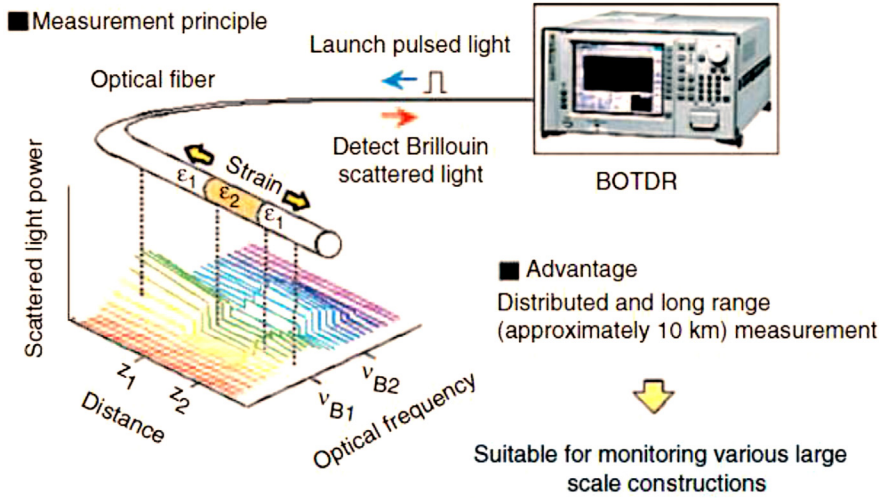 ■ Measurement principle
Launch pulsed light
Optical fiber
Detect Brillouin
scattered light
BOTDR
Strain
ε1
ε2
ε1
Scattered light power
z1
z2
Distance
νB1
νB2
Optical frequency
■ Advantage
Distributed and long range
(approximately 10 km) measurement
Suitable for monitoring various large
scale constructions